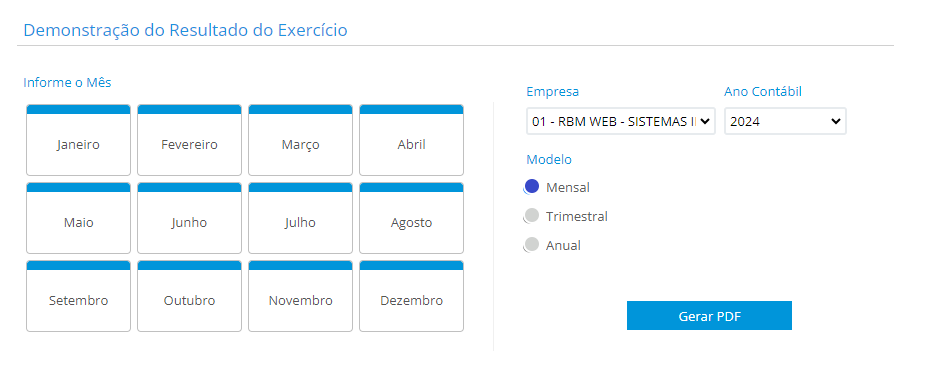 Demonstração do Resultado do Exercício
Informe o Mês
Janeiro
Fevereiro
Março
Abril
Maio
Junho
Julho
Agosto
Setembro
Outubro
Novembro
Dezembro
Empresa
Ano Contábil
01 - RBM WEB - SISTEMAS I
2024
Modelo
Mensal
Trimestral
Anual
Gerar PDF